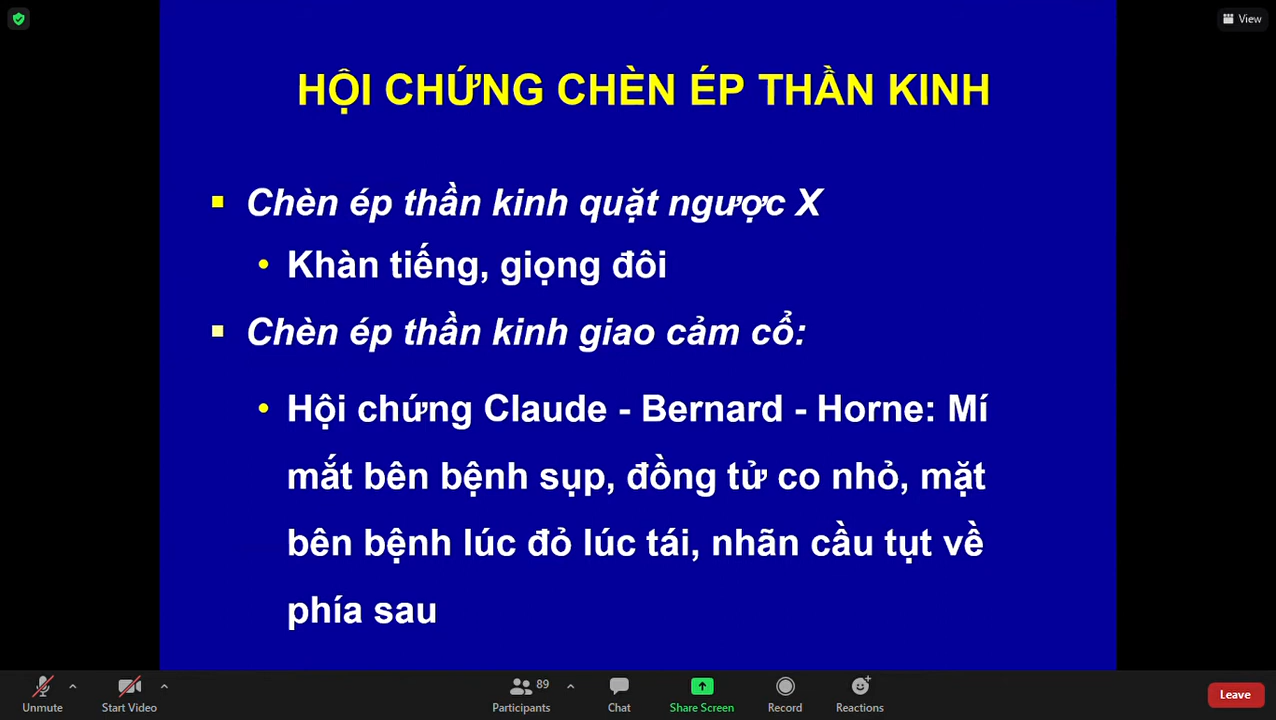 View
HỘI CHỨNG CHÈN ÉP THẦN KINH
Chèn ép thần kinh quặt ngược X
Khàn tiếng, giọng đôi
Chèn ép thần kinh giao cảm cổ:
Hội chứng Claude - Bernard - Horne: Mí
mắt bên bệnh sụp, đồng tử co nhỏ, mặt
bên bệnh lúc đỏ lúc tái, nhãn cầu tụt về
phía sau
Unmute
Start Video
89
Participants
Chat
Share Screen
Record
Reactions
Leave